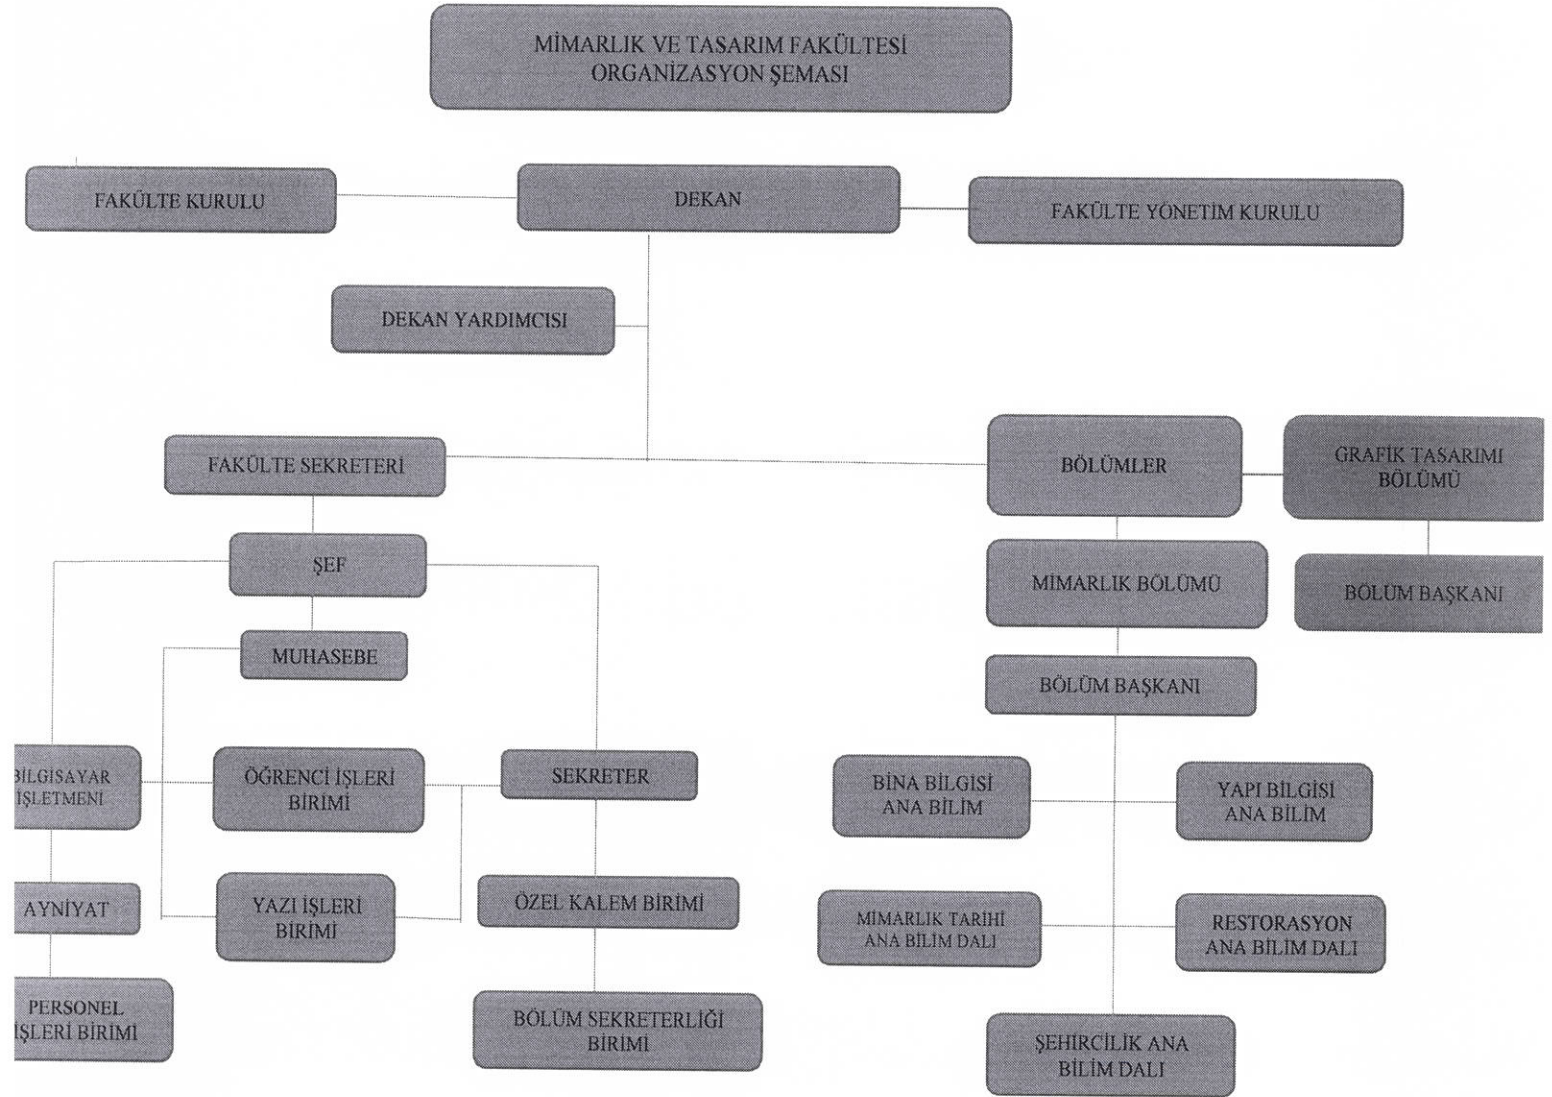 MİMARLIK VE TASARIM FAKÜLTESİ
ORGANİZASYON ŞEMASI
FAKÜLTE KURULU
DEKAN
FAKÜLTE YÖNETİM KURULU
DEKAN YARDIMCISI
FAKÜLTE SEKRETERİ
BÖLÜMLER
GRAFİK TASARIMI
BÖLÜMÜ
ŞEF
MİMARLIK BÖLÜMÜ
BÖLÜM BAŞKANI
MUHASEBE
BÖLÜM BAŞKANI
BİLGİSAYAR
İŞLETMENİ
ÖĞRENCİ İŞLERİ
BİRİMİ
SEKRETER
BİNA BİLGİSİ
ANA BİLİM
YAPI BİLGİSİ
ANA BİLİM
AYNİYAT
YAZI İŞLERİ
BİRİMİ
ÖZEL KALEM BİRİMİ
MİMARLIK TARİHİ
ANA BİLİM DALI
RESTORASYON
ANA BİLİM DALI
PERSONEL
İŞLERİ BİRİMİ
BÖLÜM SEKRETERLİĞİ
BİRİMİ
ŞEHİRCİLİK ANA
BİLİM DALI